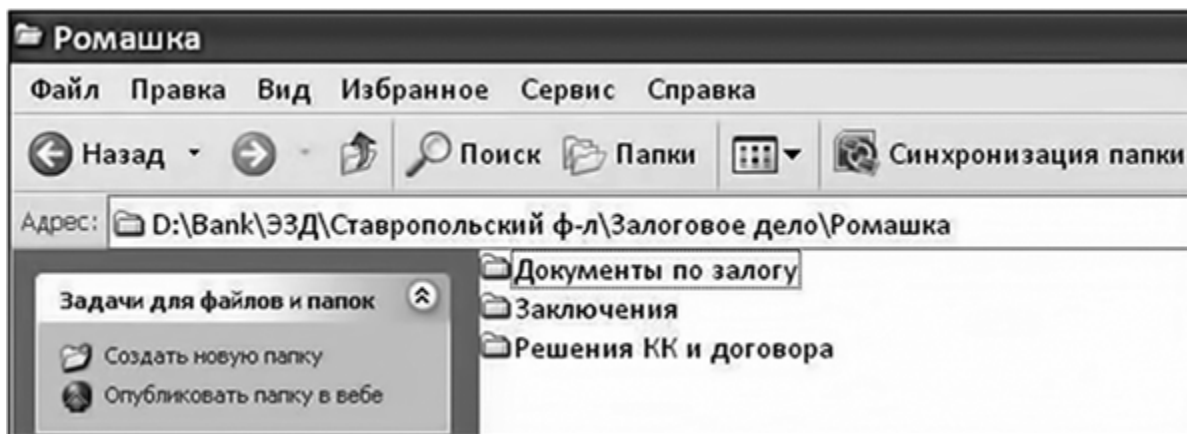 Ромашка
Файл Правка Вид Избранное Сервис Справка
Назад Поиск Папки Синхронизация папки
Адрес: D:\Bank\ЭЗД\Ставропольский ф-л\Залоговое дело\Ромашка
Задачи для файлов и папок
Создать новую папку
Опубликовать папку в вебе
Документы по залогу
Заключения
Решения КК и договора